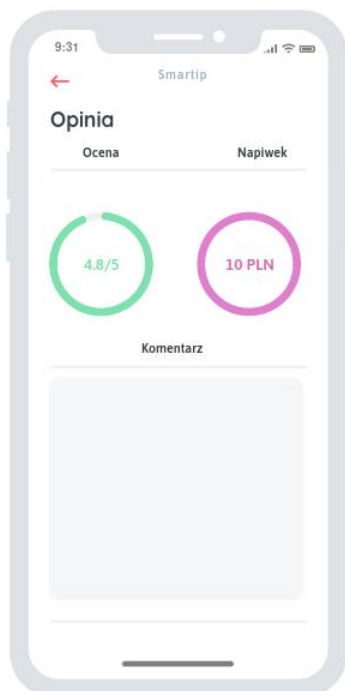 9:31
Smartip
Opinia
Ocena
Napiwek
4.8/5
10 PLN
Komentarz